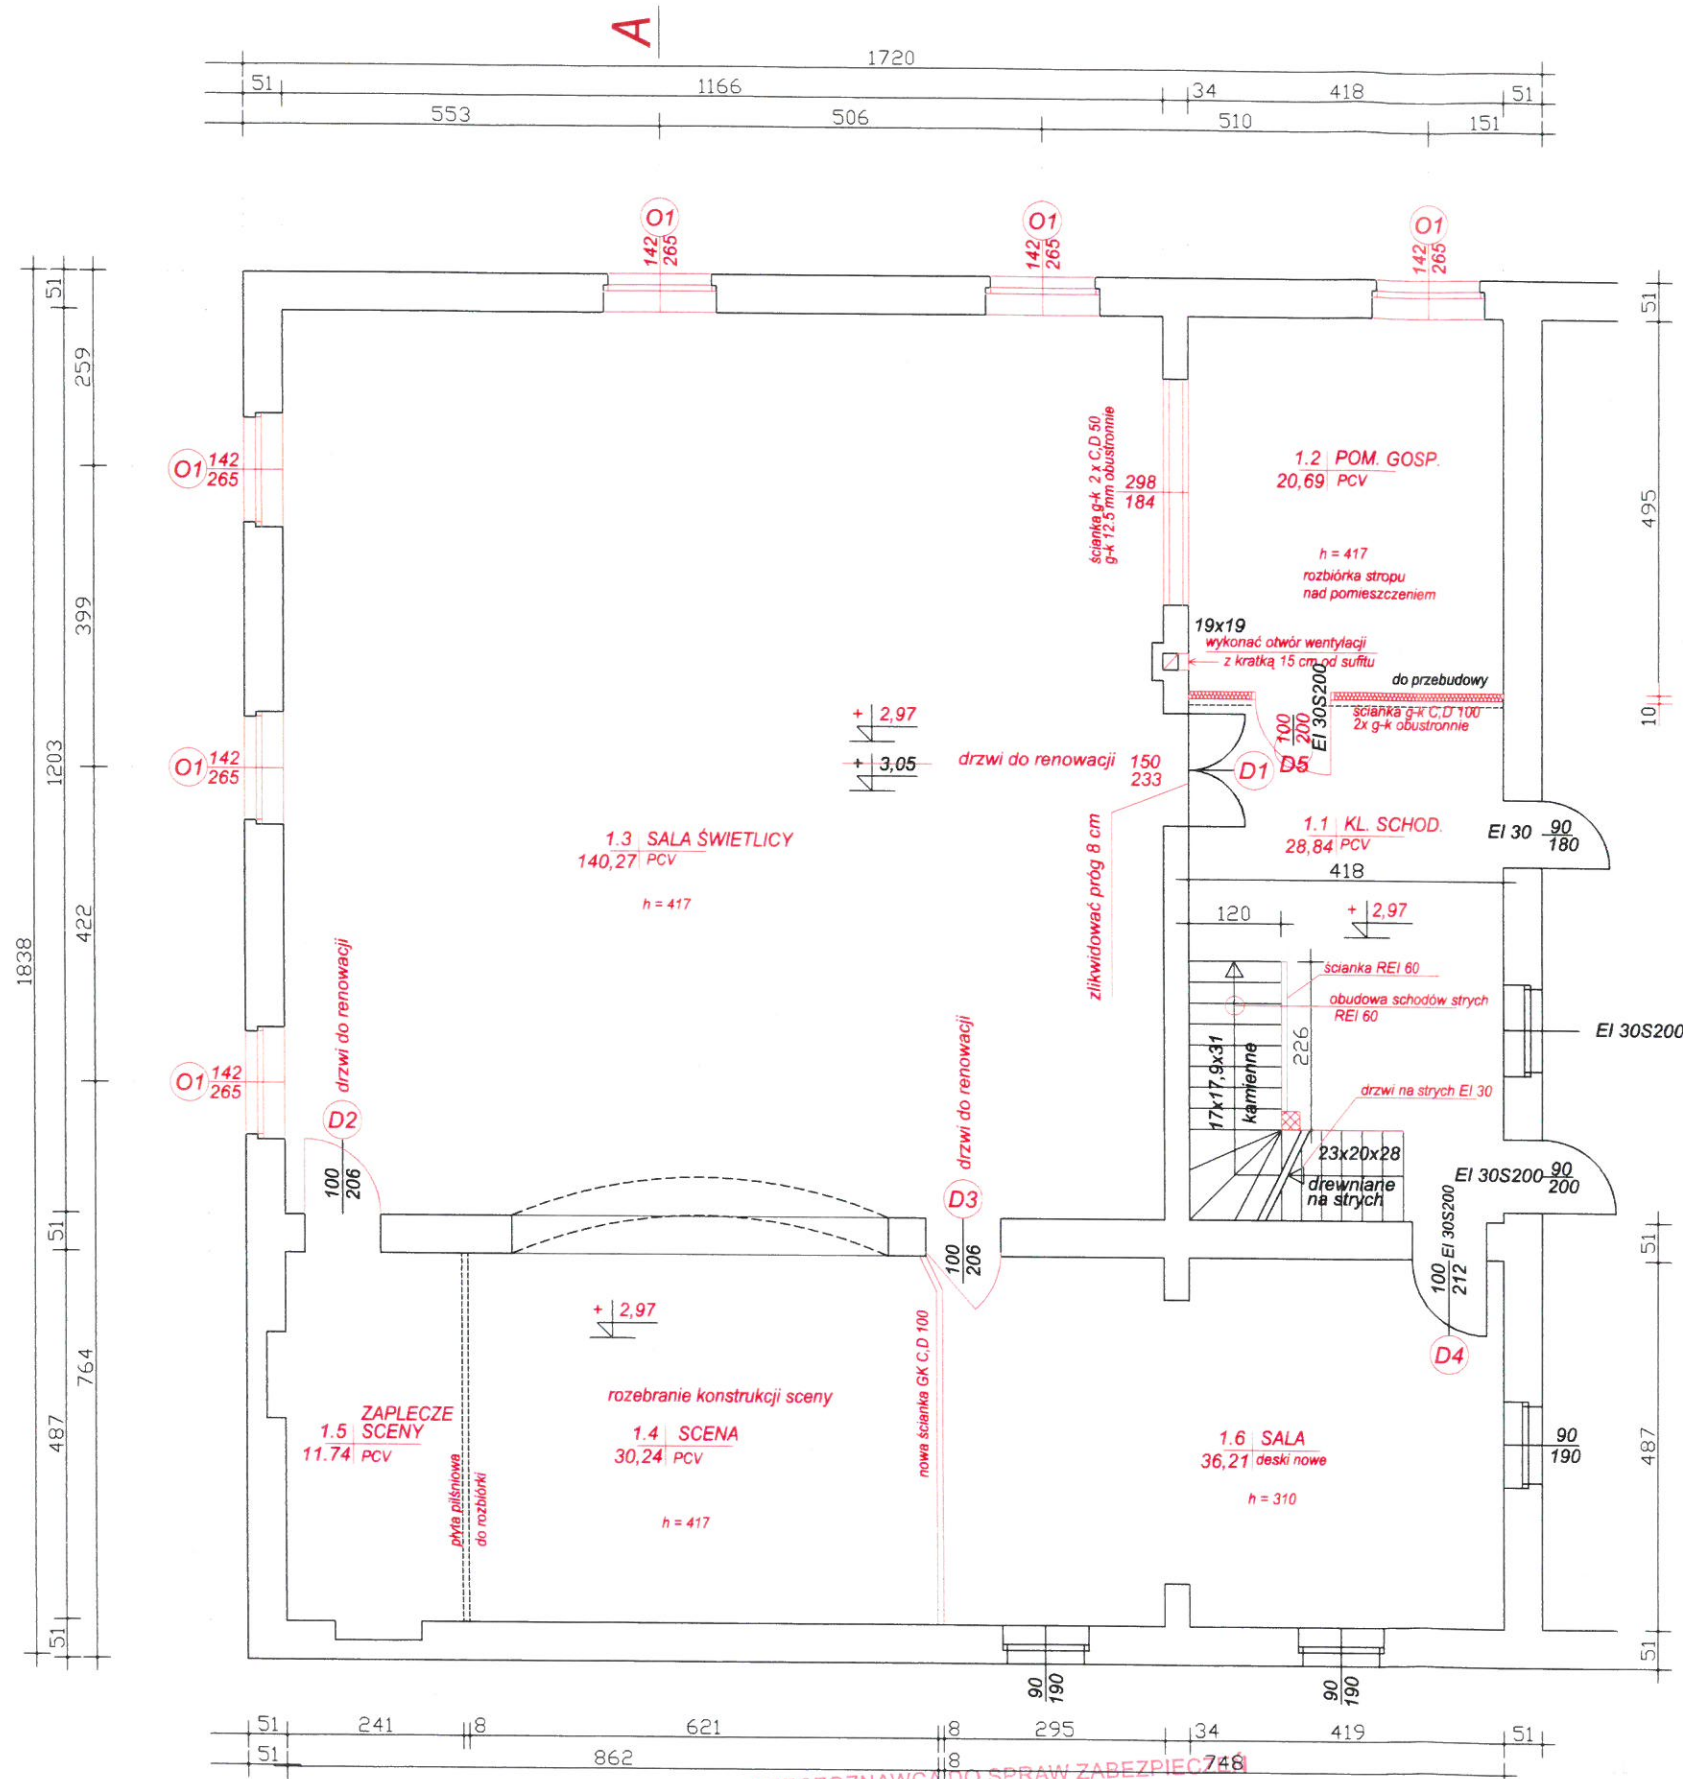 A
1720
51 1166 34 418 51
553 506 510 151
O1 142 265
O1 142 265
O1 142 265
51
259
399
422
764
1203
1838
51
487
51
O1 142 265
O1 142 265
O1 142 265
ścianka g-k 2 x C,D 50
g-k 12.5 mm obustronnie
298
184
1.2 POM. GOSP.
20,69 PCV
h = 417
rozbiórka stropu
nad pomieszczeniem
19x19
wykonać otwór wentylacji
z kratką 15 cm od sufitu
do przebudowy
ścianka g-k C,D 100
2x g-k obustronnie
100
200
EI 30S200
D5
D1
+ 2,97
+ 3,05
drzwi do renowacji 150
233
zlikwidować próg 8 cm
1.3 SALA ŚWIETLICY
140,27 PCV
h = 417
1.1 KL. SCHOD.
28,84 PCV
418
EI 30 90
180
120
+ 2,97
ścianka REI 60
obudowa schodów strych
REI 60
226
17x17,9x31
kamienne
drzwi na strych EI 30
23x20x28
drewniane
na strych
EI 30S200
EI 30S200 90
200
drzwi do renowacji
D2
100
206
drzwi do renowacji
D3
100
206
100 EI 30S200
212
D4
+ 2,97
rozebranie konstrukcji sceny
ZAPLECZE
1.5 SCENY
11.74 PCV
płyta pilśniowa
do rozbiórki
1.4 SCENA
30,24 PCV
h = 417
nowa ścianka GK C,D 100
1.6 SALA
36,21 deski nowe
h = 310
90
190
90
190
90
190
51
495
10
51
487
51
51 241 8 621 8 295 34 419 51
51 862 8 748
DO SPRAW ZABEZPIECZEŃ